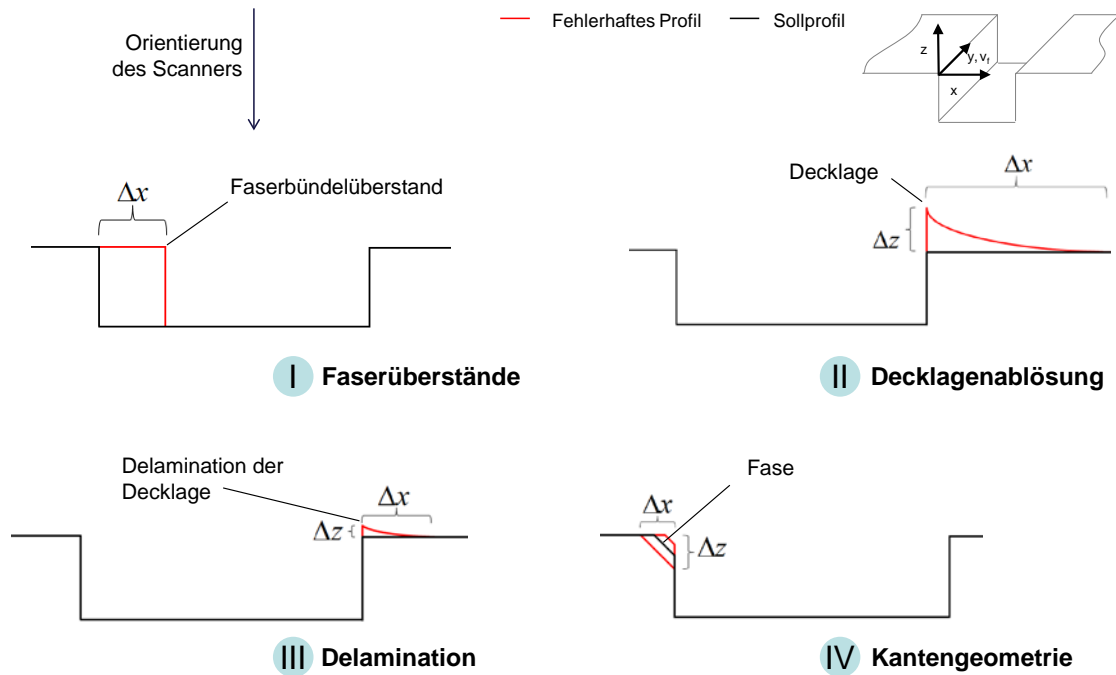 Orientierung
des Scanners
Fehlerhaftes Profil
Sollprofil
z
y, vf
x
Δx
Faserbündelüberstand
I Faserüberstände
Decklage
Δx
Δz
II Decklagenablösung
Delamination der
Decklage
Δx
Δz
III Delamination
Fase
Δx
Δz
IV Kantengeometrie